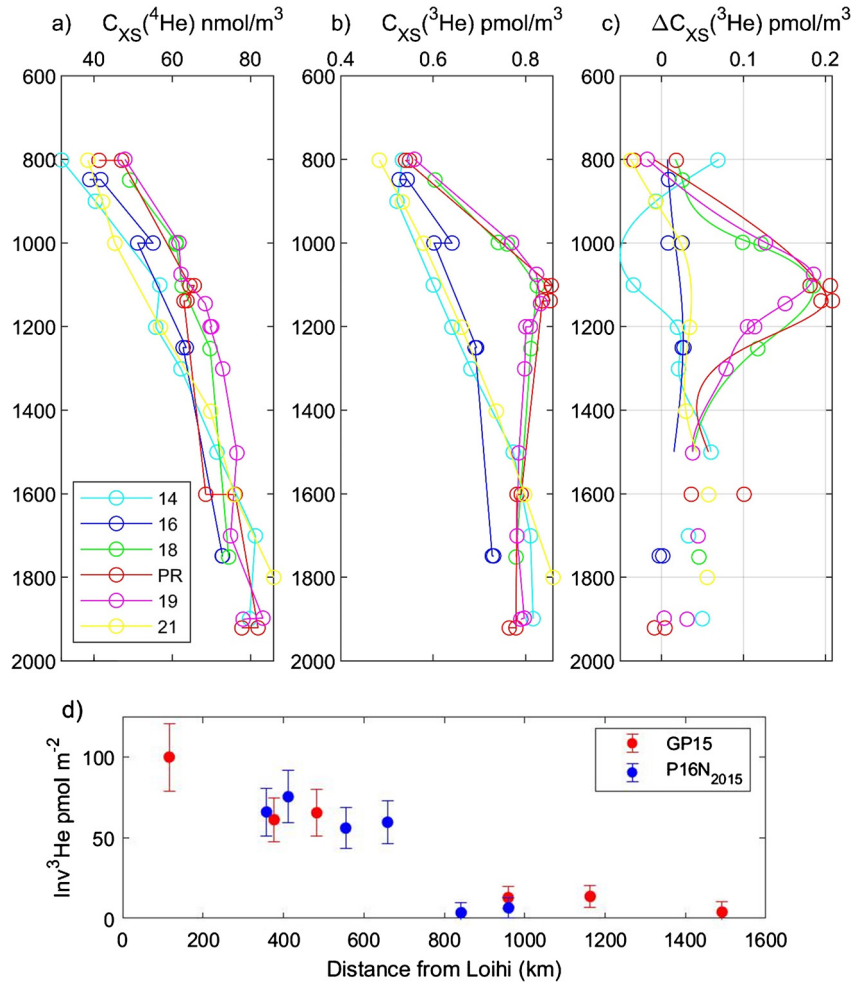 a) C_XS(⁴He) nmol/m³
b) C_XS(³He) pmol/m³
c) ΔC_XS(³He) pmol/m³
40 60 80
0.4 0.6 0.8
0 0.1 0.2
600
800
1000
1200
1400
1600
1800
2000
600
800
1000
1200
1400
1600
1800
2000
600
800
1000
1200
1400
1600
1800
2000
14
16
18
PR
19
21
d)
Inv³He pmol m⁻²
100
50
0
GP15
P16N₂₀₁₅
0 200 400 600 800 1000 1200 1400 1600
Distance from Loihi (km)